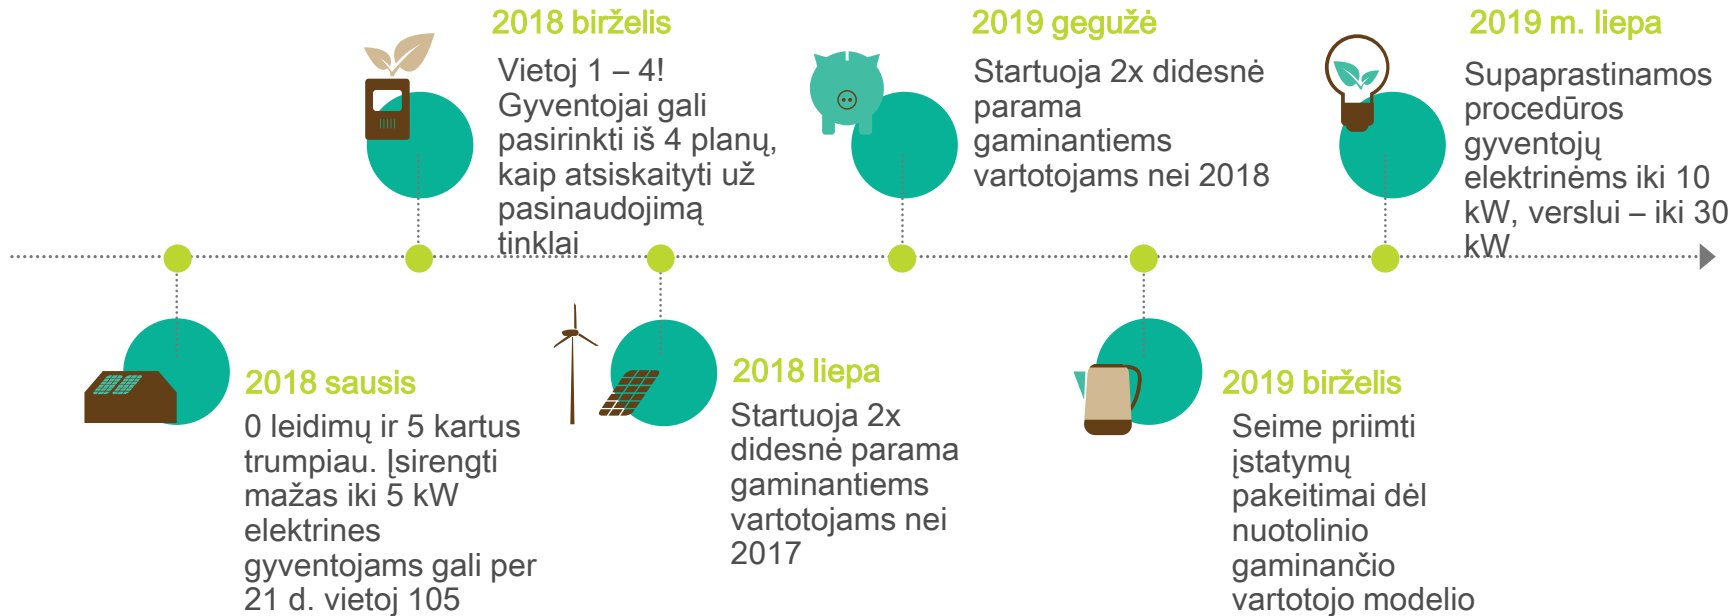 2018 birželis
Vietoj 1 – 4!
Gyventojai gali
pasirinkti iš 4 planų,
kaip atsiskaityti už
pasinaudojimą
tinklai
2019 gegužė
Startuoja 2x didesnė
parama
gaminantiems
vartotojams nei 2018
2019 m. liepa
Supaprastinamos
procedūros
gyventojų
elektrinėms iki 10
kW, verslui – iki 30
kW
2018 sausis
0 leidimų ir 5 kartus
trumpiau. Įsirengti
mažas iki 5 kW
elektrines
gyventojams gali per
21 d. vietoj 105
2018 liepa
Startuoja 2x
didesnė parama
gaminantiems
vartotojams nei
2017
2019 birželis
Seime priimti
įstatymų
pakeitimai dėl
nuotolinio
gaminančio
vartotojo modelio